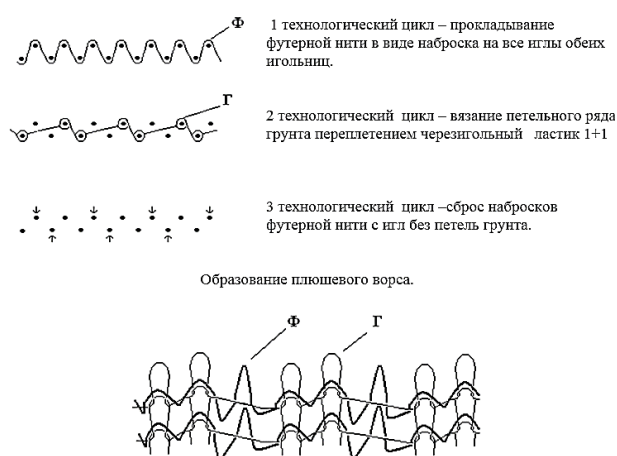 Ф
1 технологический цикл – прокладывание
футерной нити в виде наброска на все иглы обеих
игольниц.
Г
2 технологический цикл – вязание петельного ряда
грунта переплетением черезигольный ластик 1+1
3 технологический цикл –сброс набросков
футерной нити с игл без петель грунта.
Образование плюшевого ворса.
Ф Г